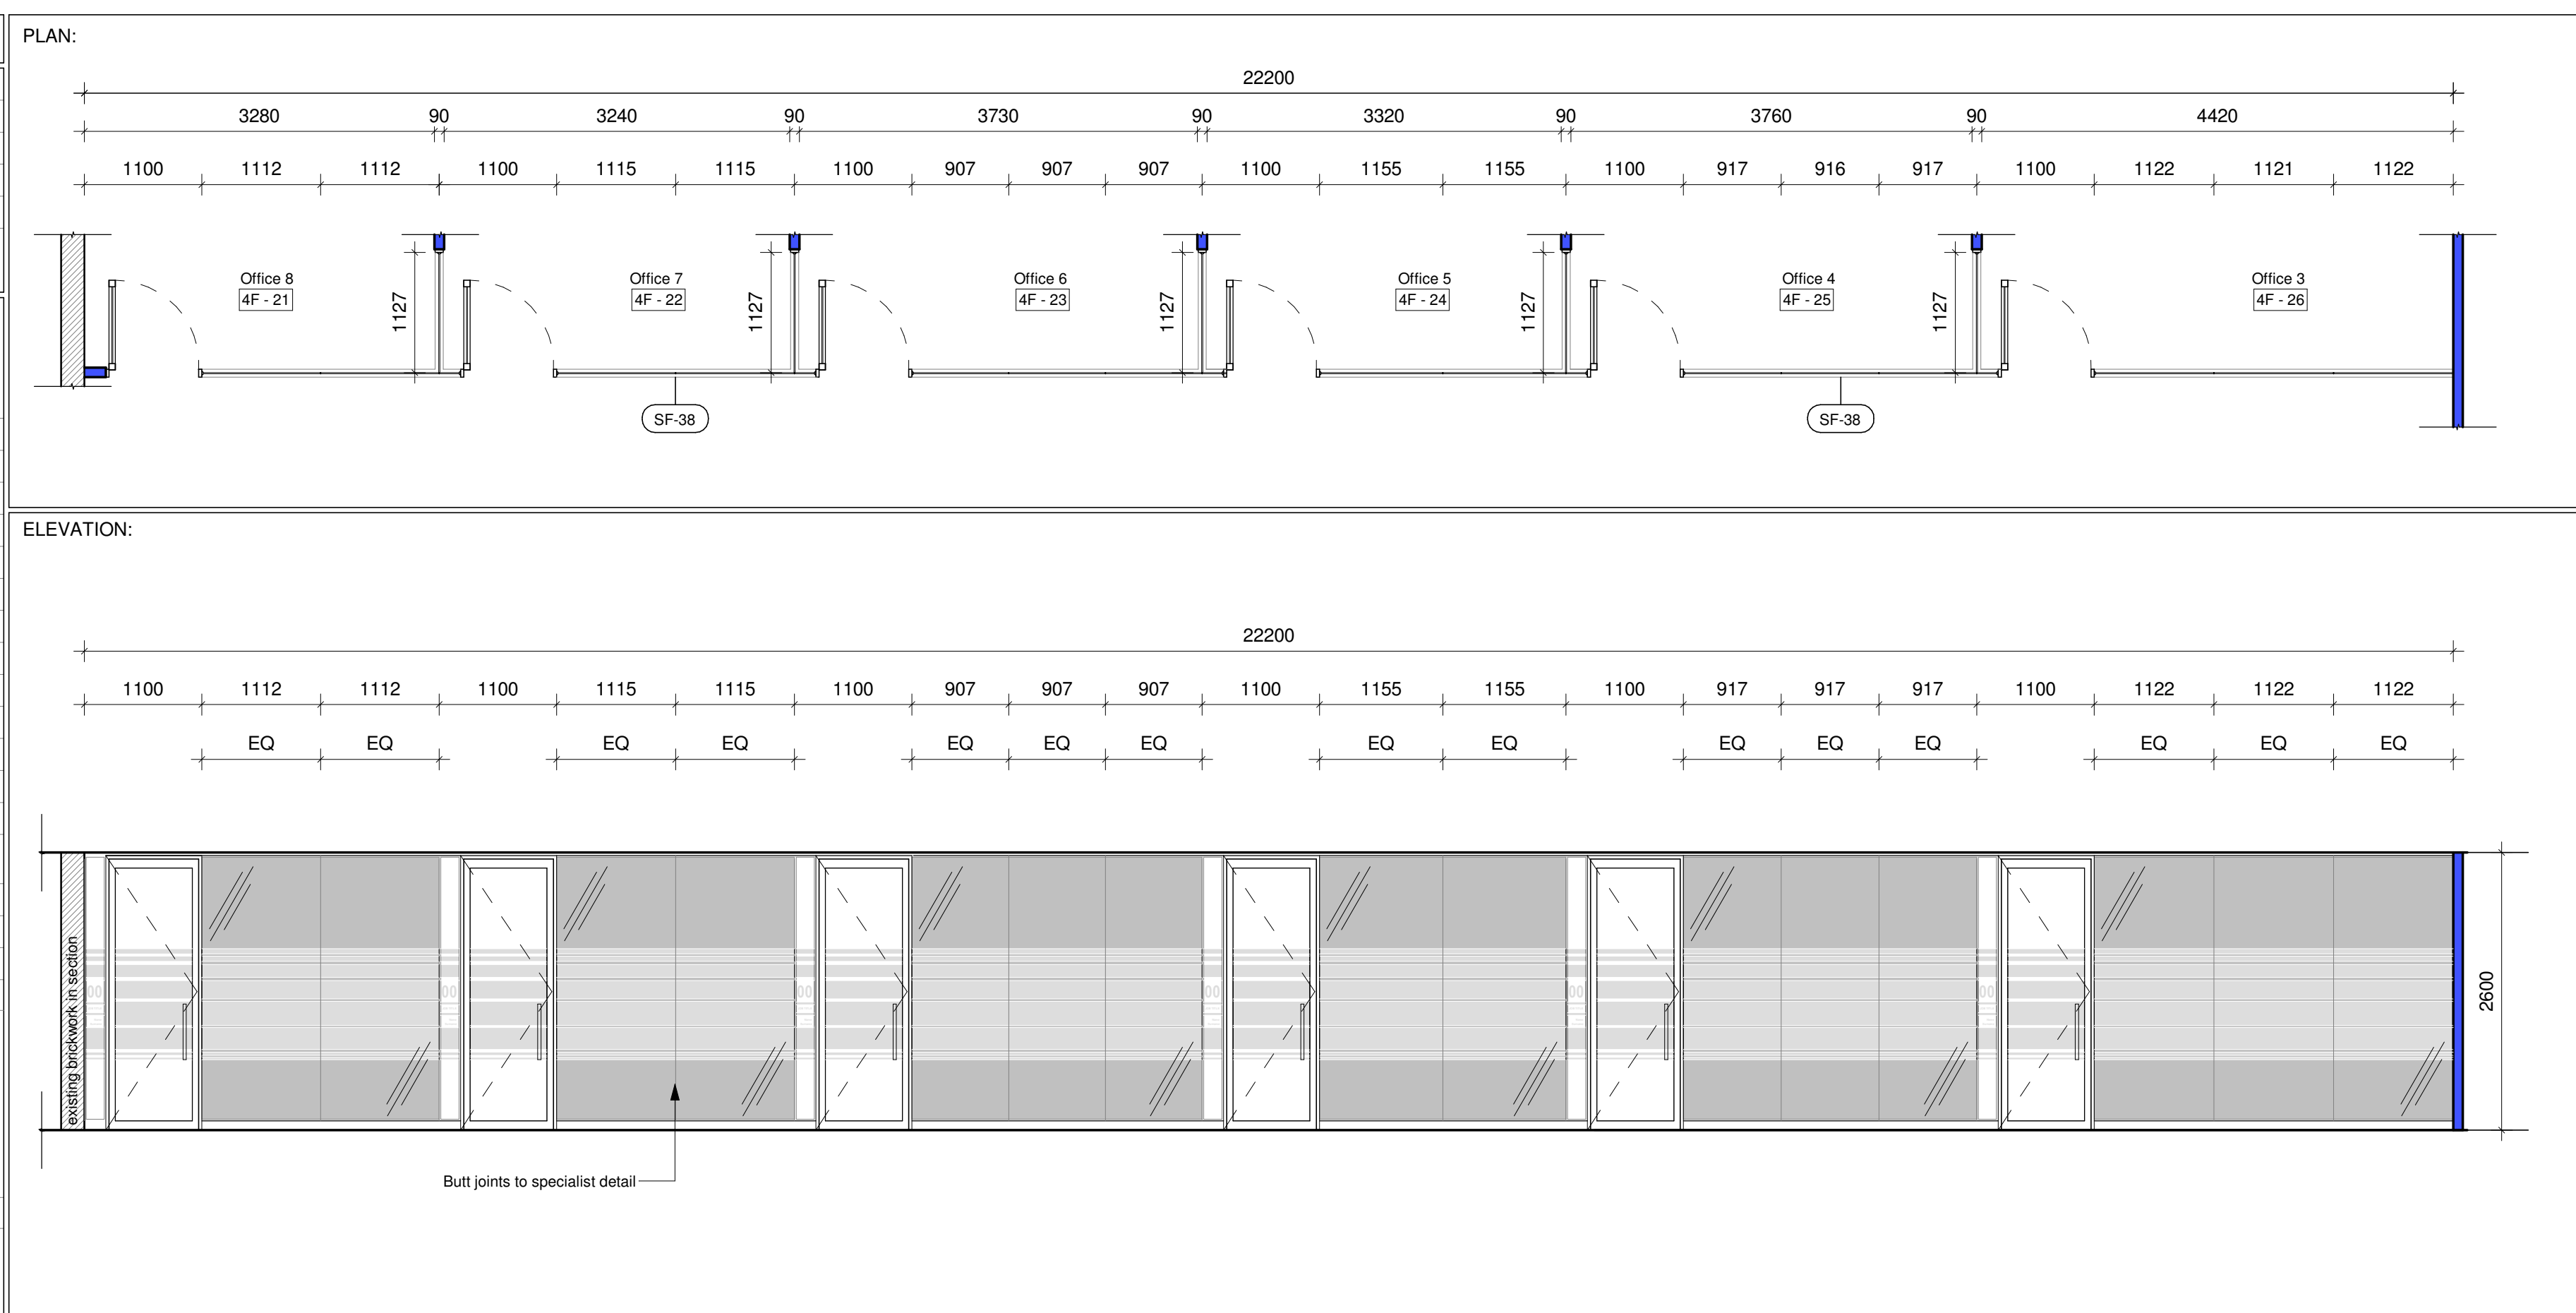 PLAN:
22200
3280 90 3240 90 3730 90 3320 90 3760 90 4420
1100 1112 1112 1100 1115 1115 1100 907 907 907 1100 1155 1155 1100 917 916 917 1100 1122 1121 1122
Office 8 Office 7 Office 6 Office 5 Office 4 Office 3
4F - 21 4F - 22 4F - 23 4F - 24 4F - 25 4F - 26
1127 1127 1127 1127 1127
SF-38 SF-38
ELEVATION:
22200
1100 1112 1112 1100 1115 1115 1100 907 907 907 1100 1155 1155 1100 917 917 917 1100 1122 1122 1122
EQ EQ EQ EQ EQ EQ EQ EQ EQ EQ EQ EQ EQ EQ EQ
existing brickwork in section
00 00 00 00 00 00
2600
Butt joints to specialist detail